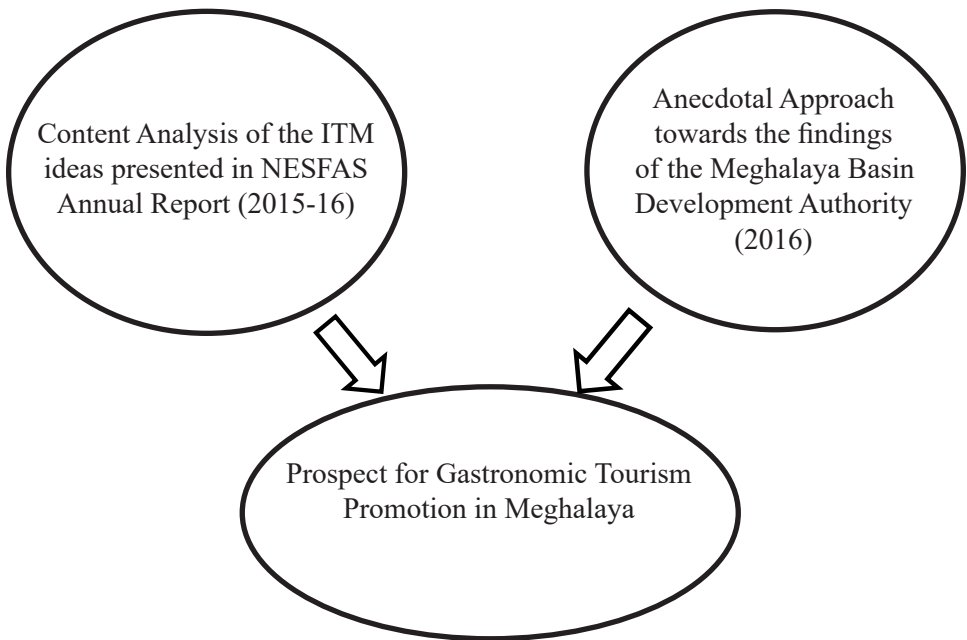 Content Analysis of the ITM
ideas presented in NESFAS
Annual Report (2015-16)
Anecdotal Approach
towards the findings
of the Meghalaya Basin
Development Authority
(2016)
Prospect for Gastronomic Tourism
Promotion in Meghalaya